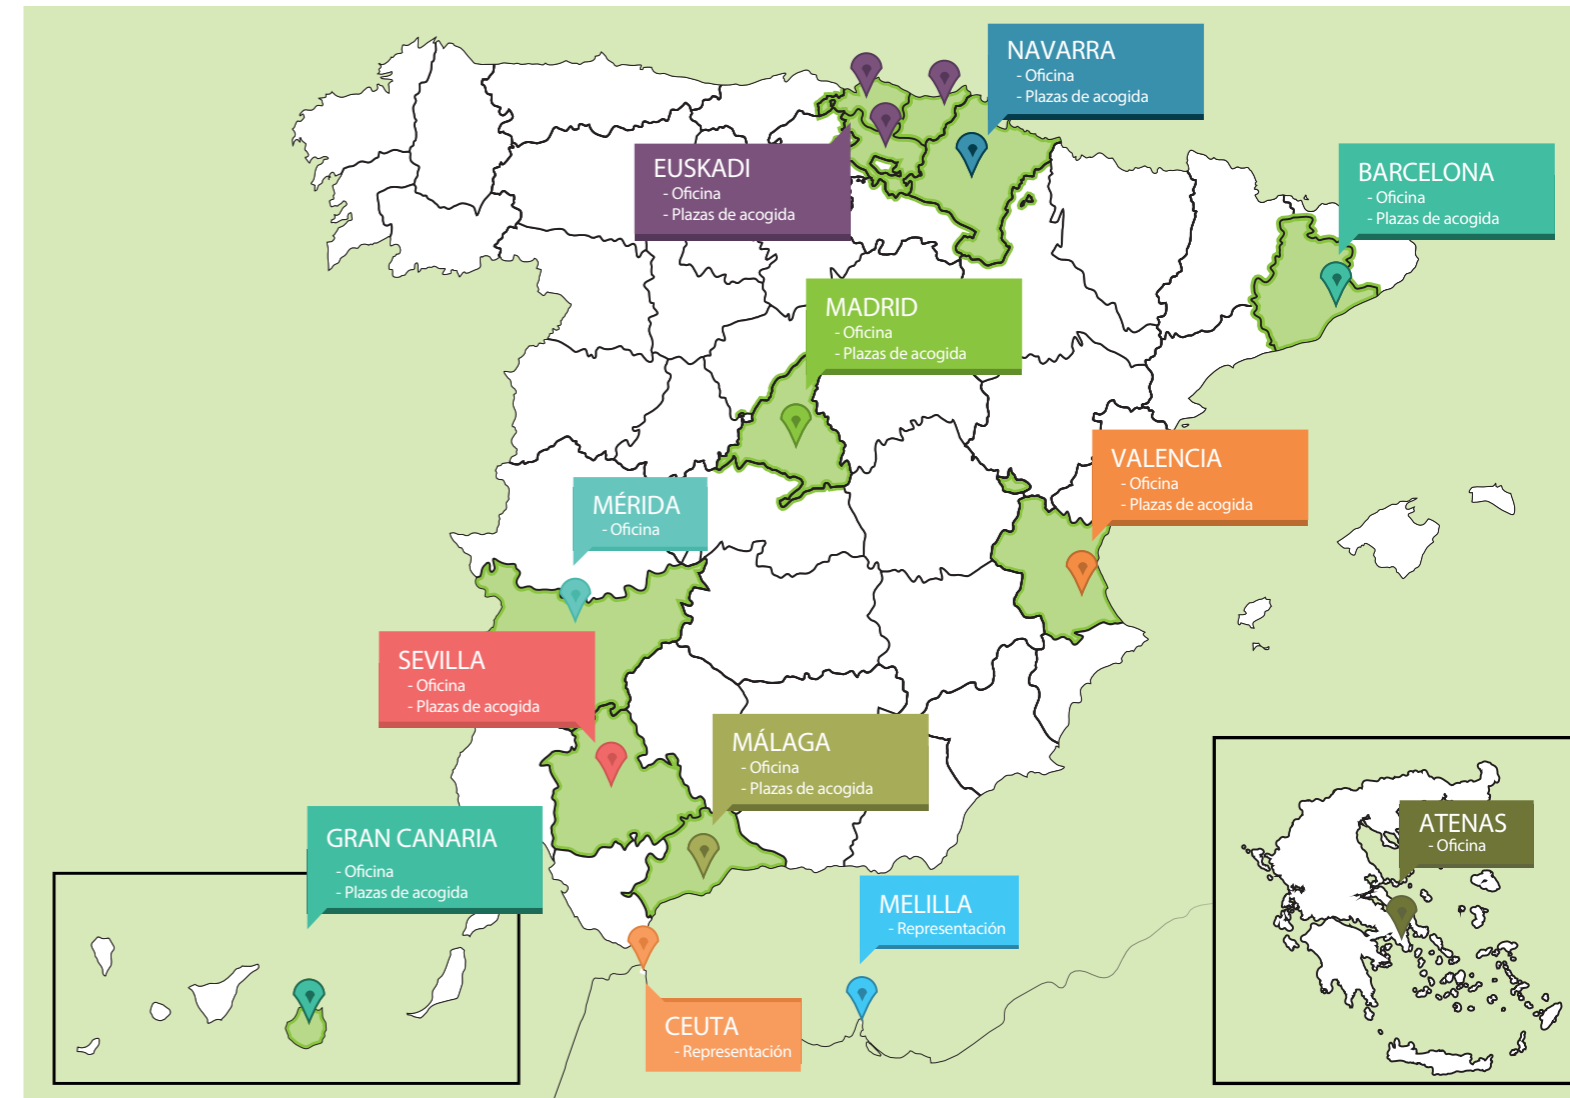 NAVARRA
- Oficina
- Plazas de acogida
EUSKADI
- Oficina
- Plazas de acogida
BARCELONA
- Oficina
- Plazas de acogida
MADRID
- Oficina
- Plazas de acogida
VALENCIA
- Oficina
- Plazas de acogida
MÉRIDA
- Oficina
SEVILLA
- Oficina
- Plazas de acogida
MÁLAGA
- Oficina
- Plazas de acogida
GRAN CANARIA
- Oficina
- Plazas de acogida
ATENAS
- Oficina
MELILLA
- Representación
CEUTA
- Representación